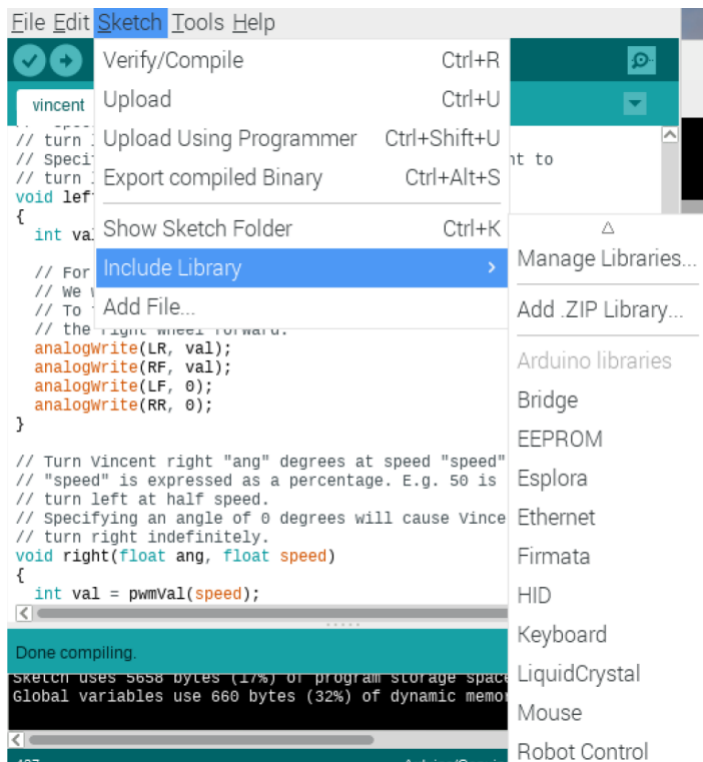 File Edit Sketch Tools Help
Verify/Compile Ctrl+R
vincent
Upload Ctrl+U
// turn
Upload Using Programmer Ctrl+Shift+U
// Speci nt to
// turn
Export compiled Binary Ctrl+Alt+S
void lef
{
Show Sketch Folder Ctrl+K
int val
Include Library
// For
// We
Add File...
// To
// the right wheel forward.
analogWrite(LR, val);
analogWrite(RF, val);
analogWrite(LF, 0);
analogWrite(RR, 0);
}
// Turn Vincent right "ang" degrees at speed "speed"
// "speed" is expressed as a percentage. E.g. 50 is
// turn left at half speed.
// Specifying an angle of 0 degrees will cause Vince
// turn right indefinitely.
void right(float ang, float speed)
{
int val = pwmVal(speed);
Manage Libraries...
Add .ZIP Library...
Arduino libraries
Bridge
EEPROM
Esplora
Ethernet
Firmata
HID
Keyboard
LiquidCrystal
Mouse
Robot Control
Done compiling.
Sketch uses 5658 bytes (17%) of program storage space
Global variables use 660 bytes (32%) of dynamic memo